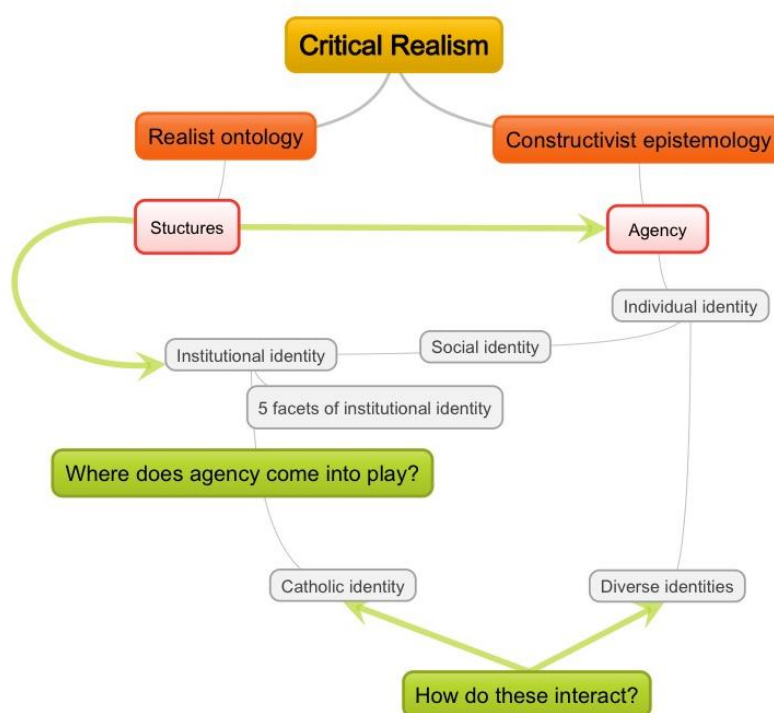 Critical Realism
Realist ontology
Constructivist epistemology
Stuctures
Agency
Individual identity
Social identity
Institutional identity
5 facets of institutional identity
Where does agency come into play?
Catholic identity
Diverse identities
How do these interact?